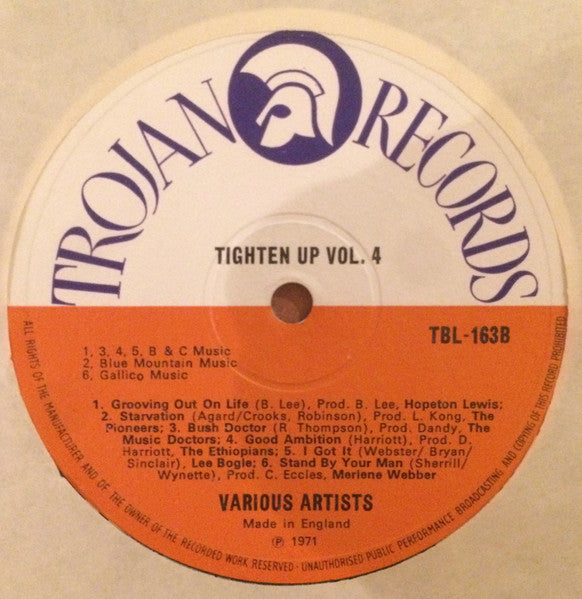 TROJAN RECORDS
TIGHTEN UP VOL. 4
TBL-163B
1, 3, 4, 5, B & C Music
2, Blue Mountain Music
6, Gallico Music
1. Grooving Out On Life (B. Lee), Prod. B. Lee, Hopeton Lewis;
2. Starvation (Agard/Crooks, Robinson), Prod. L. Kong, The
Pioneers; 3. Bush Doctor (R. Thompson), Prod. Dandy, The
Music Doctors; 4. Good Ambition (Harriott), Prod. D.
Harriott, The Ethiopians; 5. I Got It (Webster/ Bryan/
Sinclair), Lee Bogle; 6. Stand By Your Man (Sherrill/
Wynette), Prod. C. Eccles, Merlene Webber
VARIOUS ARTISTS
Made in England
℗ 1971
ALL RIGHTS OF THE MANUFACTURER AND OF THE OWNER OF THE RECORDED WORK RESERVED - UNAUTHORISED PUBLIC PERFORMANCE BROADCASTING AND COPYING OF THIS RECORD PROHIBITED